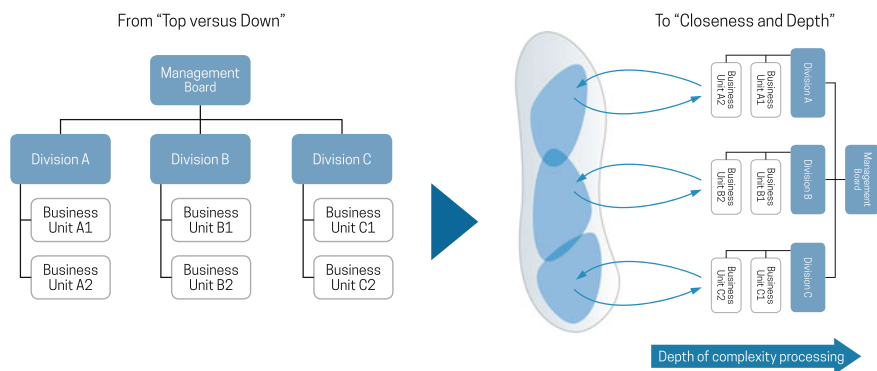 From “Top versus Down”
Management
Board
Division A
Division B
Division C
Business
Unit A1
Business
Unit B1
Business
Unit C1
Business
Unit A2
Business
Unit B2
Business
Unit C2
To “Closeness and Depth”
Business
Unit A2
Business
Unit A1
Division A
Business
Unit B2
Business
Unit B1
Division B
Management
Board
Business
Unit C2
Business
Unit C1
Division C
Depth of complexity processing